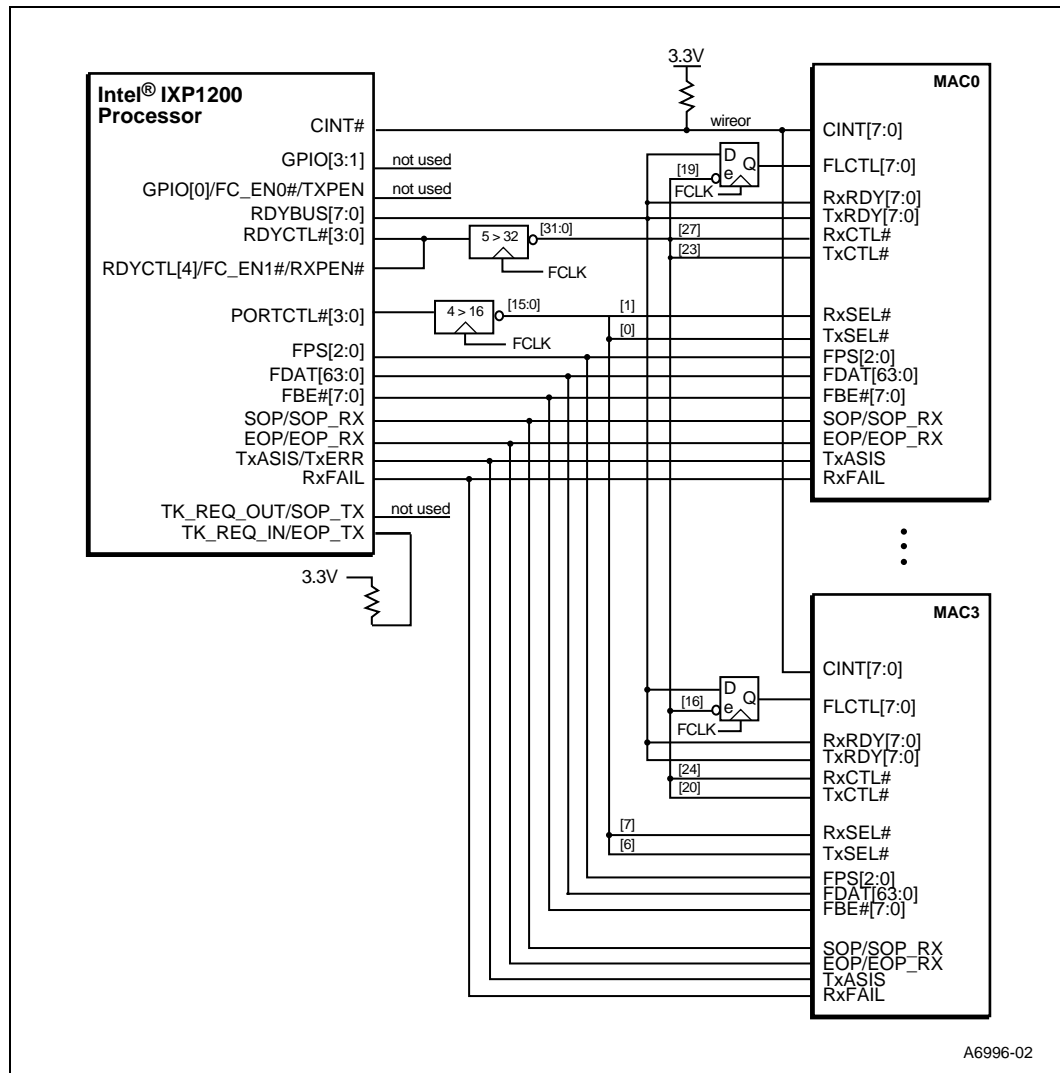 Intel® IXP1200
Processor
CINT#
GPIO[3:1]
GPIO[0]/FC_EN0#/TXPEN
RDYBUS[7:0]
RDYCTL#[3:0]
RDYCTL[4]/FC_EN1#/RXPEN#
PORTCTL#[3:0]
FPS[2:0]
FDAT[63:0]
FBE#[7:0]
SOP/SOP_RX
EOP/EOP_RX
TxASIS/TxERR
RxFAIL
TK_REQ_OUT/SOP_TX
TK_REQ_IN/EOP_TX
not used
not used
not used
3.3V
5 > 32
[31:0]
FCLK
4 > 16
[15:0]
FCLK
3.3V
wireor
D
Q
e
[19]
FCLK
[27]
[23]
[1]
[0]
MAC0
CINT[7:0]
FLCTL[7:0]
RxRDY[7:0]
TxRDY[7:0]
RxCTL#
TxCTL#
RxSEL#
TxSEL#
FPS[2:0]
FDAT[63:0]
FBE#[7:0]
SOP/SOP_RX
EOP/EOP_RX
TxASIS
RxFAIL
D
Q
e
[16]
FCLK
[24]
[20]
[7]
[6]
MAC3
CINT[7:0]
FLCTL[7:0]
RxRDY[7:0]
TxRDY[7:0]
RxCTL#
TxCTL#
RxSEL#
TxSEL#
FPS[2:0]
FDAT[63:0]
FBE#[7:0]
SOP/SOP_RX
EOP/EOP_RX
TxASIS
RxFAIL
A6996-02